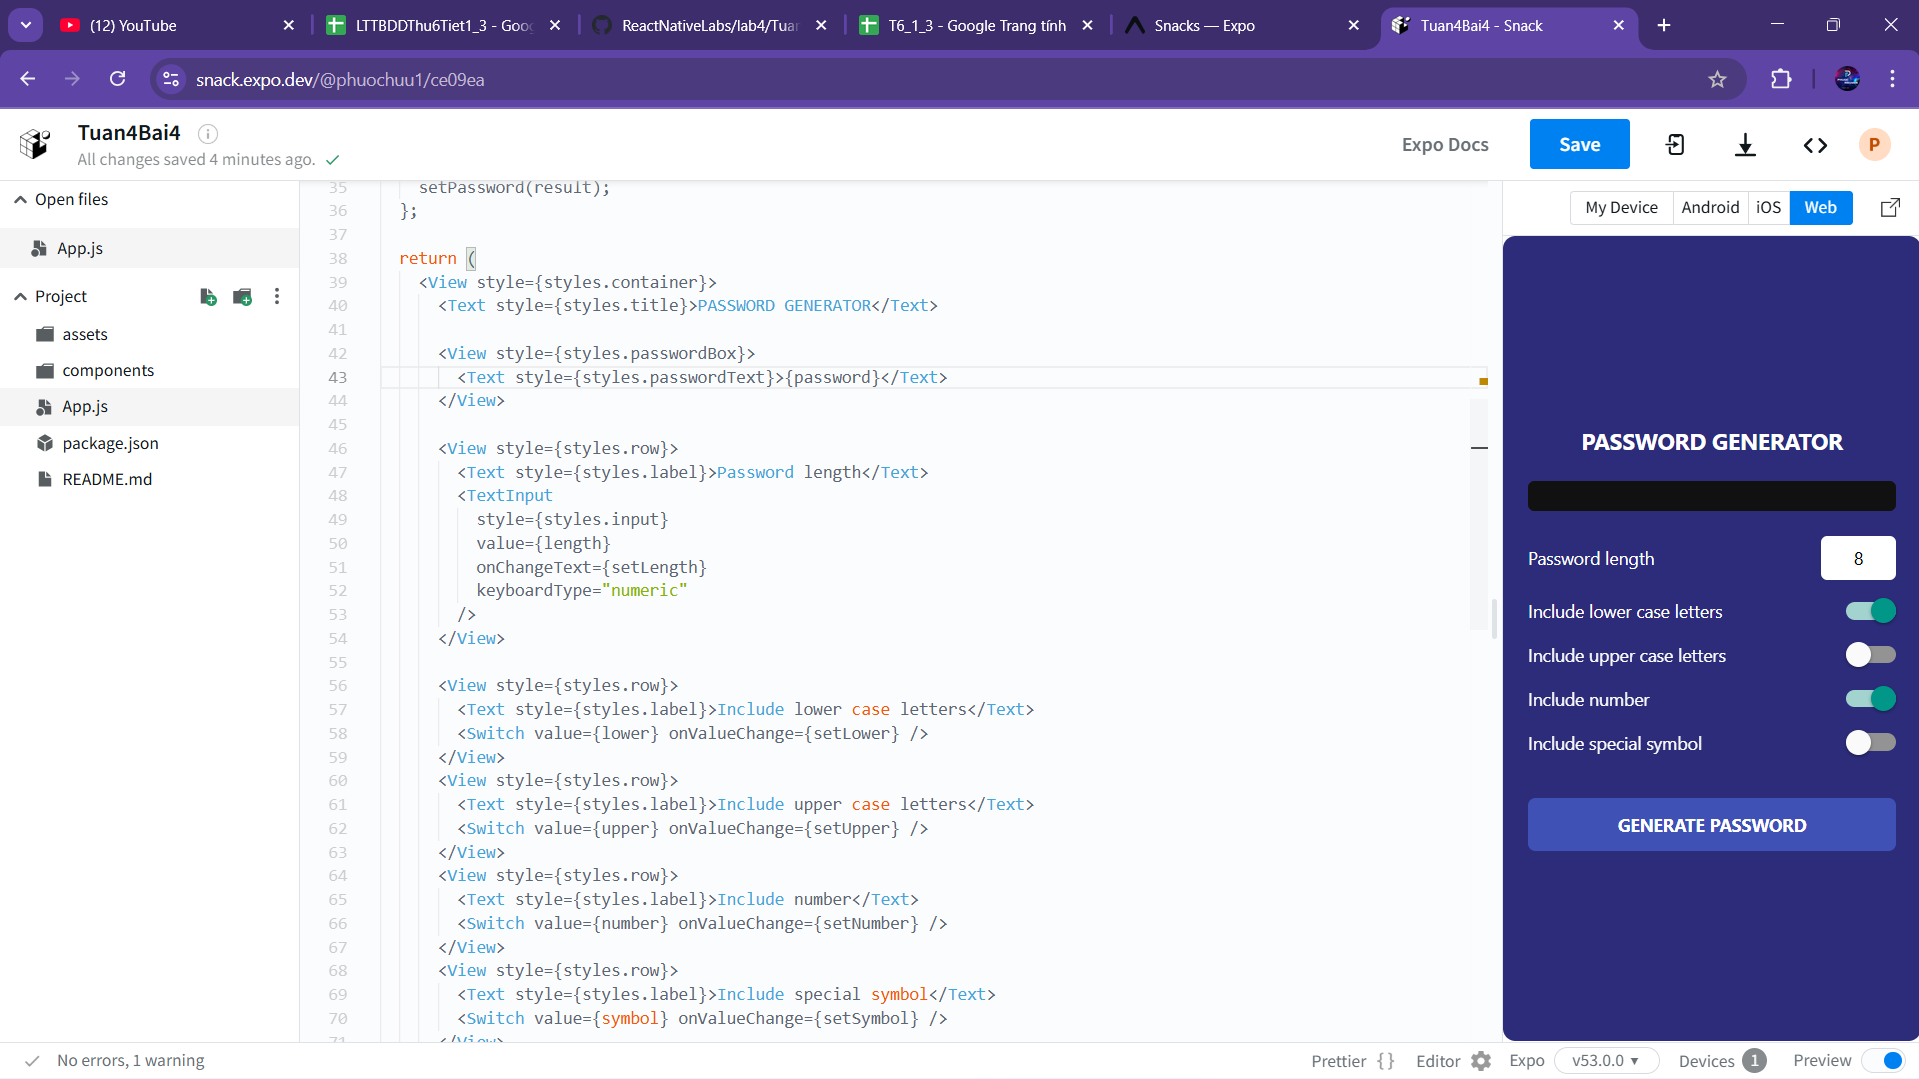 (12) YouTube
LTTBDDThu6Tiet1_3 - Goo
ReactNativeLabs/lab4/Tuan
T6_1_3 - Google Trang tính
Snacks — Expo
Tuan4Bai4 - Snack
snack.expo.dev/@phuochuu1/ce09ea
Tuan4Bai4
All changes saved 4 minutes ago.
Expo Docs
Save
P
Open files
App.js
Project
assets
components
App.js
package.json
README.md
35 setPassword(result);
36 };
37
38 return (
39 <View style={styles.container}>
40 <Text style={styles.title}>PASSWORD GENERATOR</Text>
41
42 <View style={styles.passwordBox}>
43 <Text style={styles.passwordText}>{password}</Text>
44 </View>
45
46 <View style={styles.row}>
47 <Text style={styles.label}>Password length</Text>
48 <TextInput
49 style={styles.input}
50 value={length}
51 onChangeText={setLength}
52 keyboardType="numeric"
53 />
54 </View>
55
56 <View style={styles.row}>
57 <Text style={styles.label}>Include lower case letters</Text>
58 <Switch value={lower} onValueChange={setLower} />
59 </View>
60 <View style={styles.row}>
61 <Text style={styles.label}>Include upper case letters</Text>
62 <Switch value={upper} onValueChange={setUpper} />
63 </View>
64 <View style={styles.row}>
65 <Text style={styles.label}>Include number</Text>
66 <Switch value={number} onValueChange={setNumber} />
67 </View>
68 <View style={styles.row}>
69 <Text style={styles.label}>Include special symbol</Text>
70 <Switch value={symbol} onValueChange={setSymbol} />
71 </View>
My Device
Android
iOS
Web
PASSWORD GENERATOR
Password length
8
Include lower case letters
Include upper case letters
Include number
Include special symbol
GENERATE PASSWORD
No errors, 1 warning
Prettier {}
Editor
Expo
v53.0.0
Devices 1
Preview